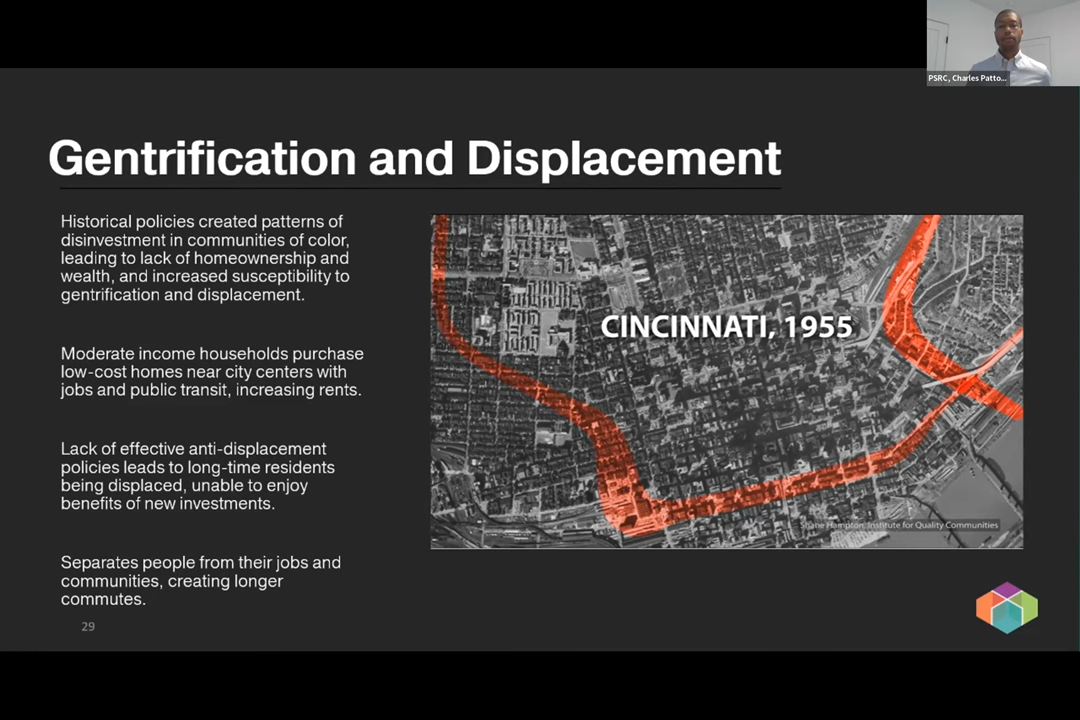 PSRC, Charles Patto...
Gentrification and Displacement
Historical policies created patterns of
disinvestment in communities of color,
leading to lack of homeownership and
wealth, and increased susceptibility to
gentrification and displacement.
Moderate income households purchase
low-cost homes near city centers with
jobs and public transit, increasing rents.
Lack of effective anti-displacement
policies leads to long-time residents
being displaced, unable to enjoy
benefits of new investments.
Separates people from their jobs and
communities, creating longer
commutes.
29
CINCINNATI, 1955
Shane Hampton, Institute for Quality Communities